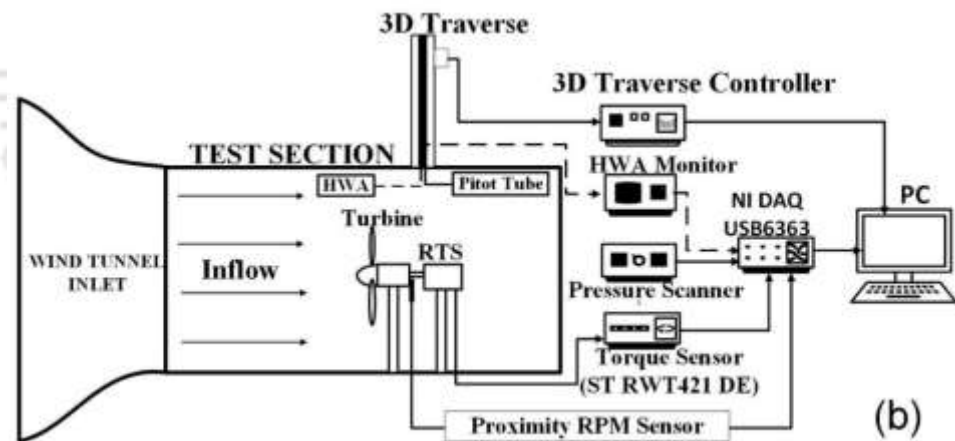 3D Traverse
3D Traverse Controller
TEST SECTION
HWA Monitor
HWA
Pitot Tube
NI DAQ
USB6363
PC
Turbine
RTS
WIND TUNNEL
INLET
Inflow
Pressure Scanner
Torque Sensor
(ST RWT421 DE)
Proximity RPM Sensor
(b)